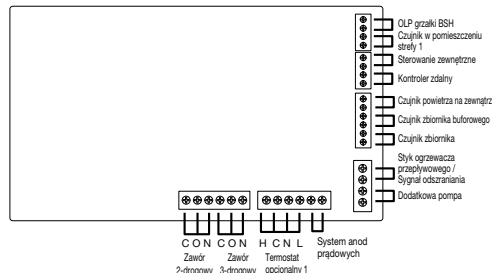 OLP grzałki BSH
Czujnik w pomieszczeniu
strefy 1
Sterowanie zewnętrzne
Kontroler zdalny
Czujnik powietrza na zewnątrz
Czujnik zbiornika buforowego
Czujnik zbiornika
Styk ogrzewacza
przepływowego /
Sygnał odszraniania
Dodatkowa pompa
C O N C O N H C N L
Zawór
2-drogowy
Zawór
3-drogowy
Termostat
opcjonalny 1
System anod
prądowych